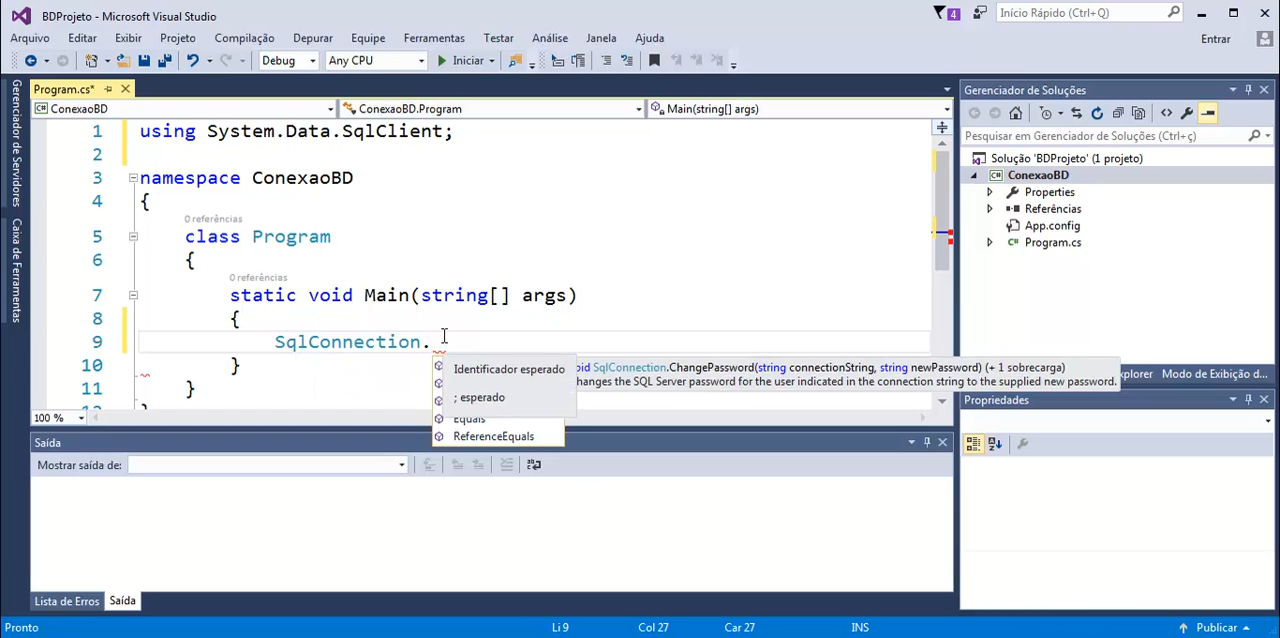 BDProjeto - Microsoft Visual Studio
4
Início Rápido (Ctrl+Q)
Arquivo Editar Exibir Projeto Compilação Depurar Equipe Ferramentas Testar Análise Janela Ajuda
Entrar
Debug Any CPU Iniciar
Gerenciador de Servidores
Caixa de Ferramentas
Program.cs*
ConexaoBD ConexaoBD.Program Main(string[] args)
1 using System.Data.SqlClient;
2
3 namespace ConexaoBD
4 {
0 referências
5 class Program
6 {
0 referências
7 static void Main(string[] args)
8 {
9 SqlConnection.
10 }
11 }
Identificador esperado
; esperado
Equals
ReferenceEquals
oid SqlConnection.ChangePassword(string connectionString, string newPassword) (+ 1 sobrecarga)
hanges the SQL Server password for the user indicated in the connection string to the supplied new password.
100 %
Gerenciador de Soluções
Pesquisar em Gerenciador de Soluções (Ctrl+ç)
Solução 'BDProjeto' (1 projeto)
ConexaoBD
Properties
Referências
App.config
Program.cs
xplorer Modo de Exibição d...
Propriedades
Saída
Mostrar saída de:
Lista de Erros Saída
Pronto Li 9 Col 27 Car 27 INS Publicar